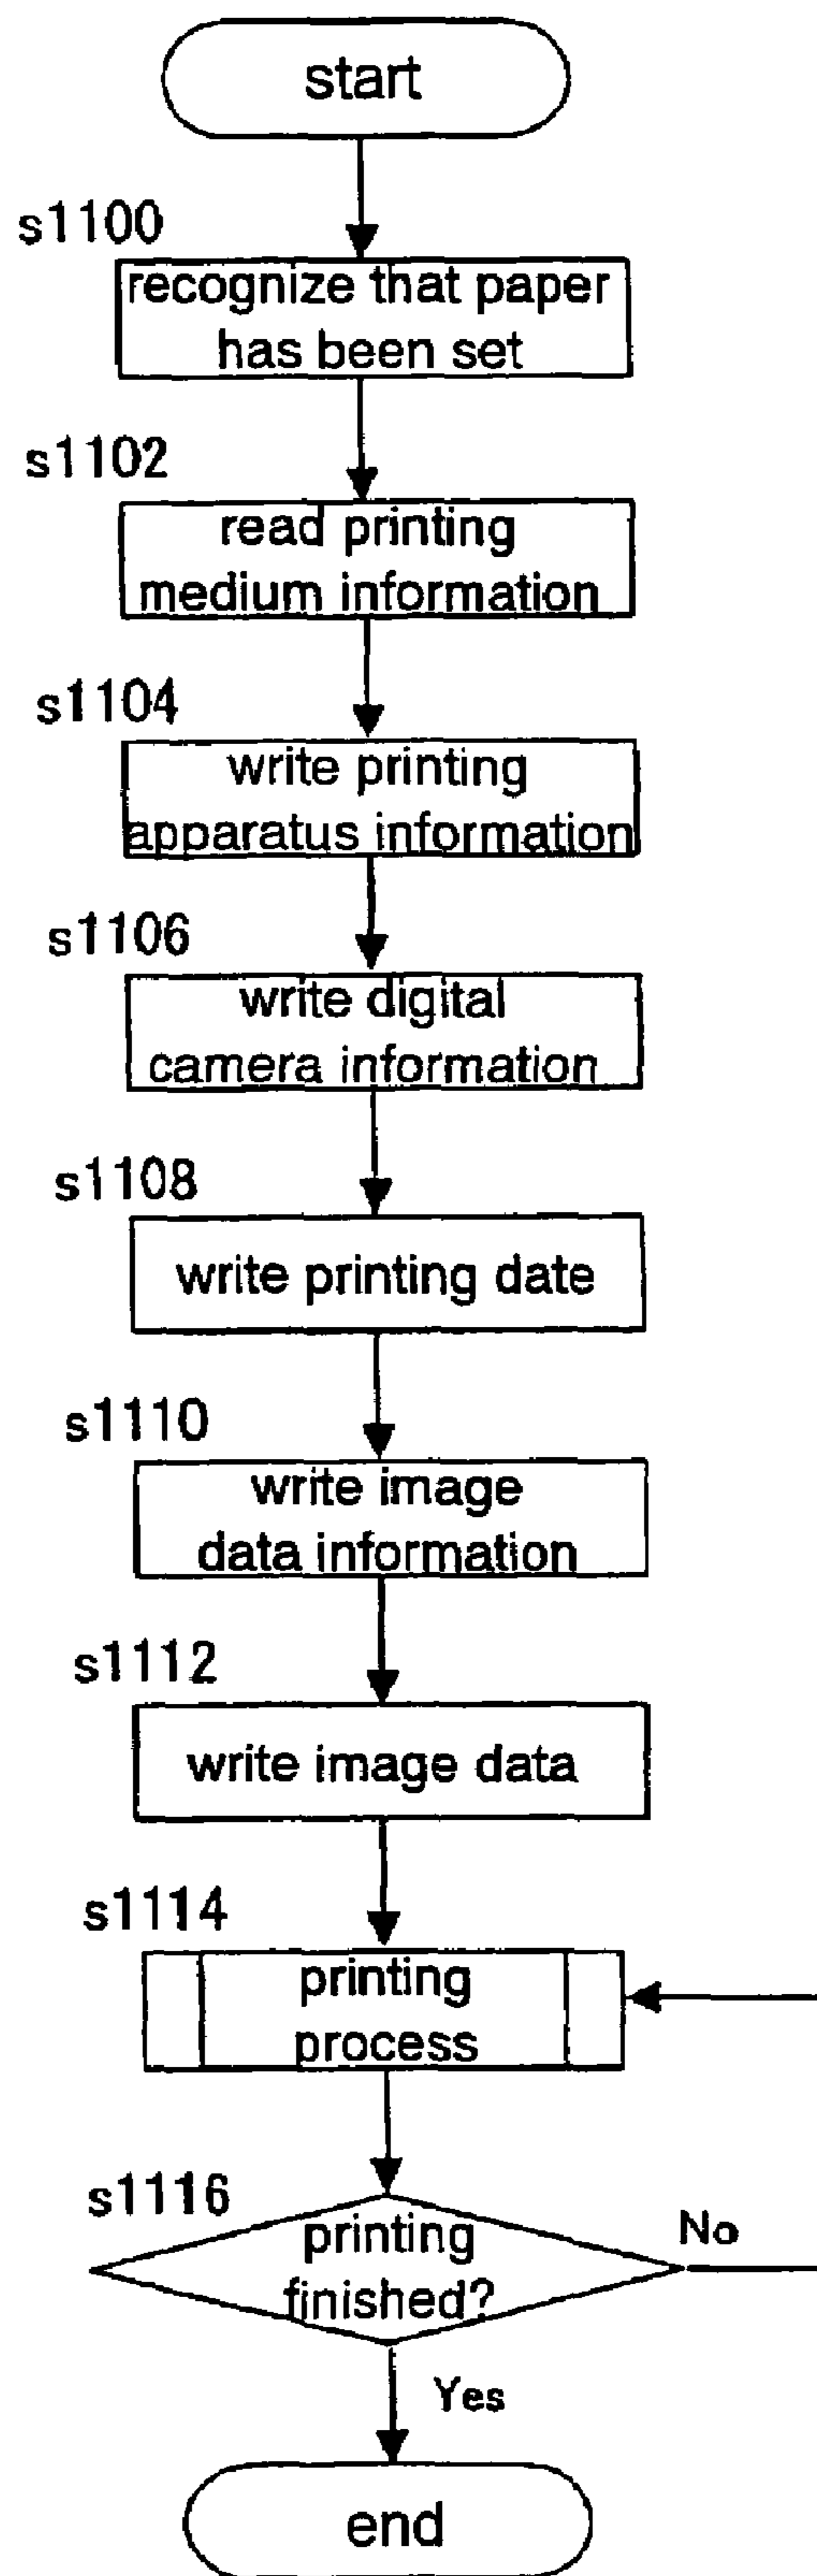 start
s1100
recognize that paper
has been set
s1102
read printing
medium information
s1104
write printing
apparatus information
s1106
write digital
camera information
s1108
write printing date
s1110
write image
data information
s1112
write image data
s1114
printing
process
s1116
printing
finished?
No
Yes
end